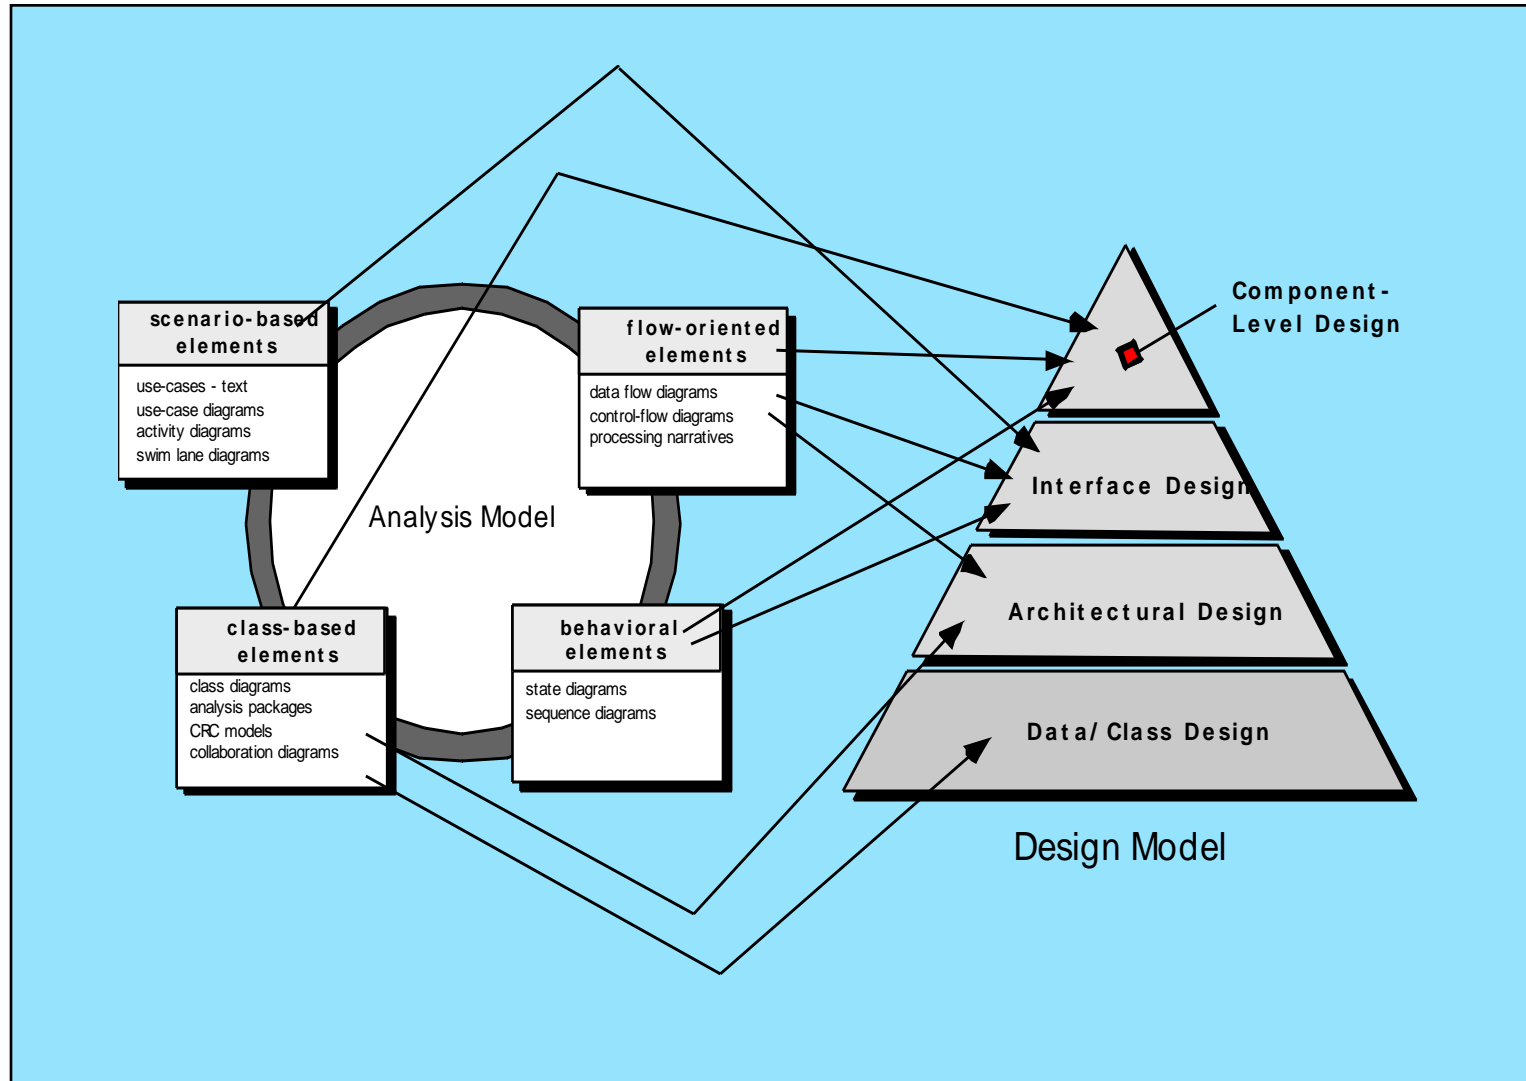 scenario-based
elements
use-cases - text
use-case diagrams
activity diagrams
swim lane diagrams
flow-oriented
elements
data flow diagrams
control-flow diagrams
processing narratives
Analysis Model
class-based
elements
class diagrams
analysis packages
CRC models
collaboration diagrams
behavioral
elements
state diagrams
sequence diagrams
Component-
Level Design
Interface Design
Architectural Design
Data/ Class Design
Design Model